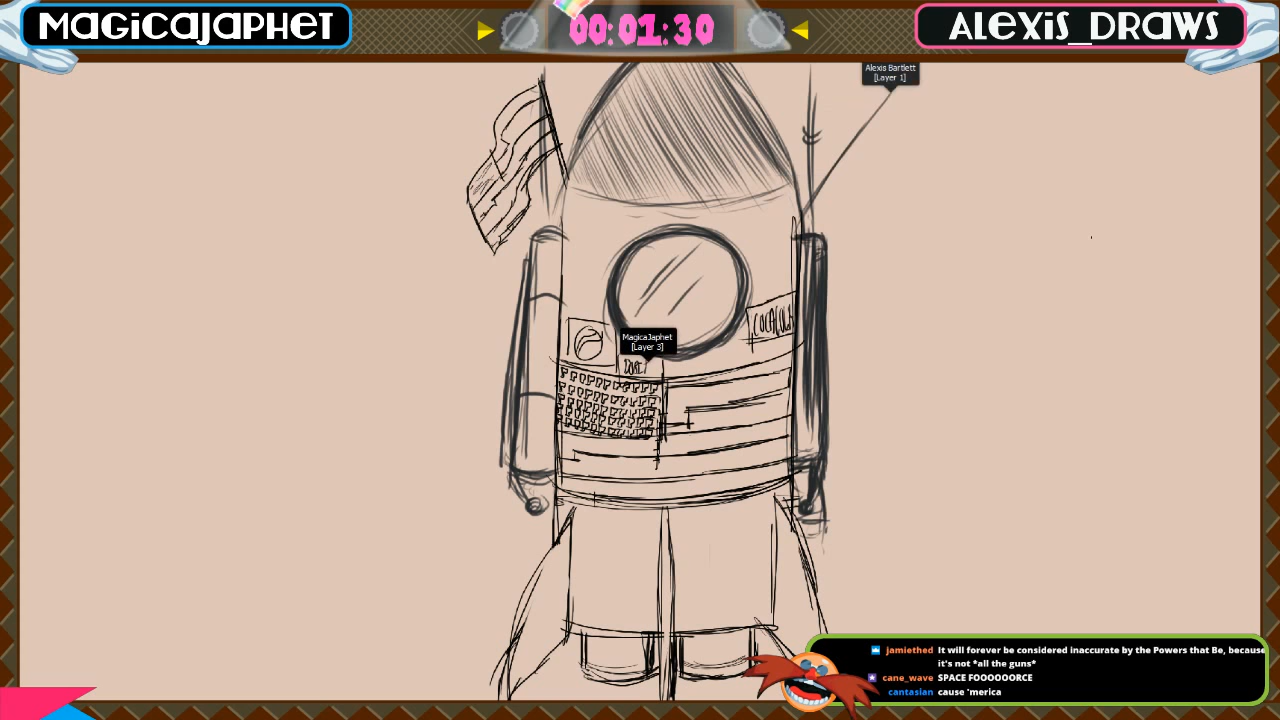 MAGICAJAPHET
00:01:30
ALEXIS_DRAWS
Alexis Bartlett
[Layer 1]
COCACOLA
MagicaJaphet
[Layer 3]
jamiethed It will forever be considered inaccurate by the Powers that Be, because
it's not *all the guns*
cane_wave SPACE FOOOOOORCE
cantasian cause 'merica